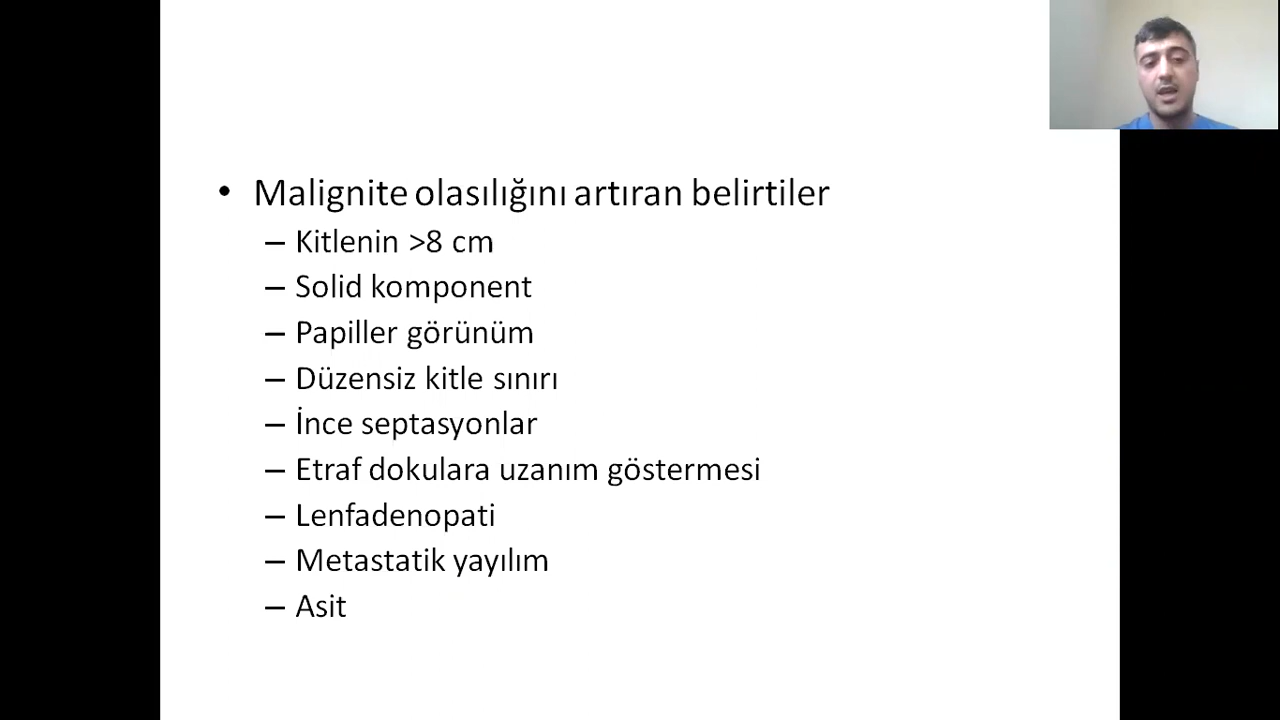 • Malignite olasılığını artıran belirtiler
– Kitlenin >8 cm
– Solid komponent
– Papiller görünüm
– Düzensiz kitle sınırı
– İnce septasyonlar
– Etraf dokulara uzanım göstermesi
– Lenfadenopati
– Metastatik yayılım
– Asit